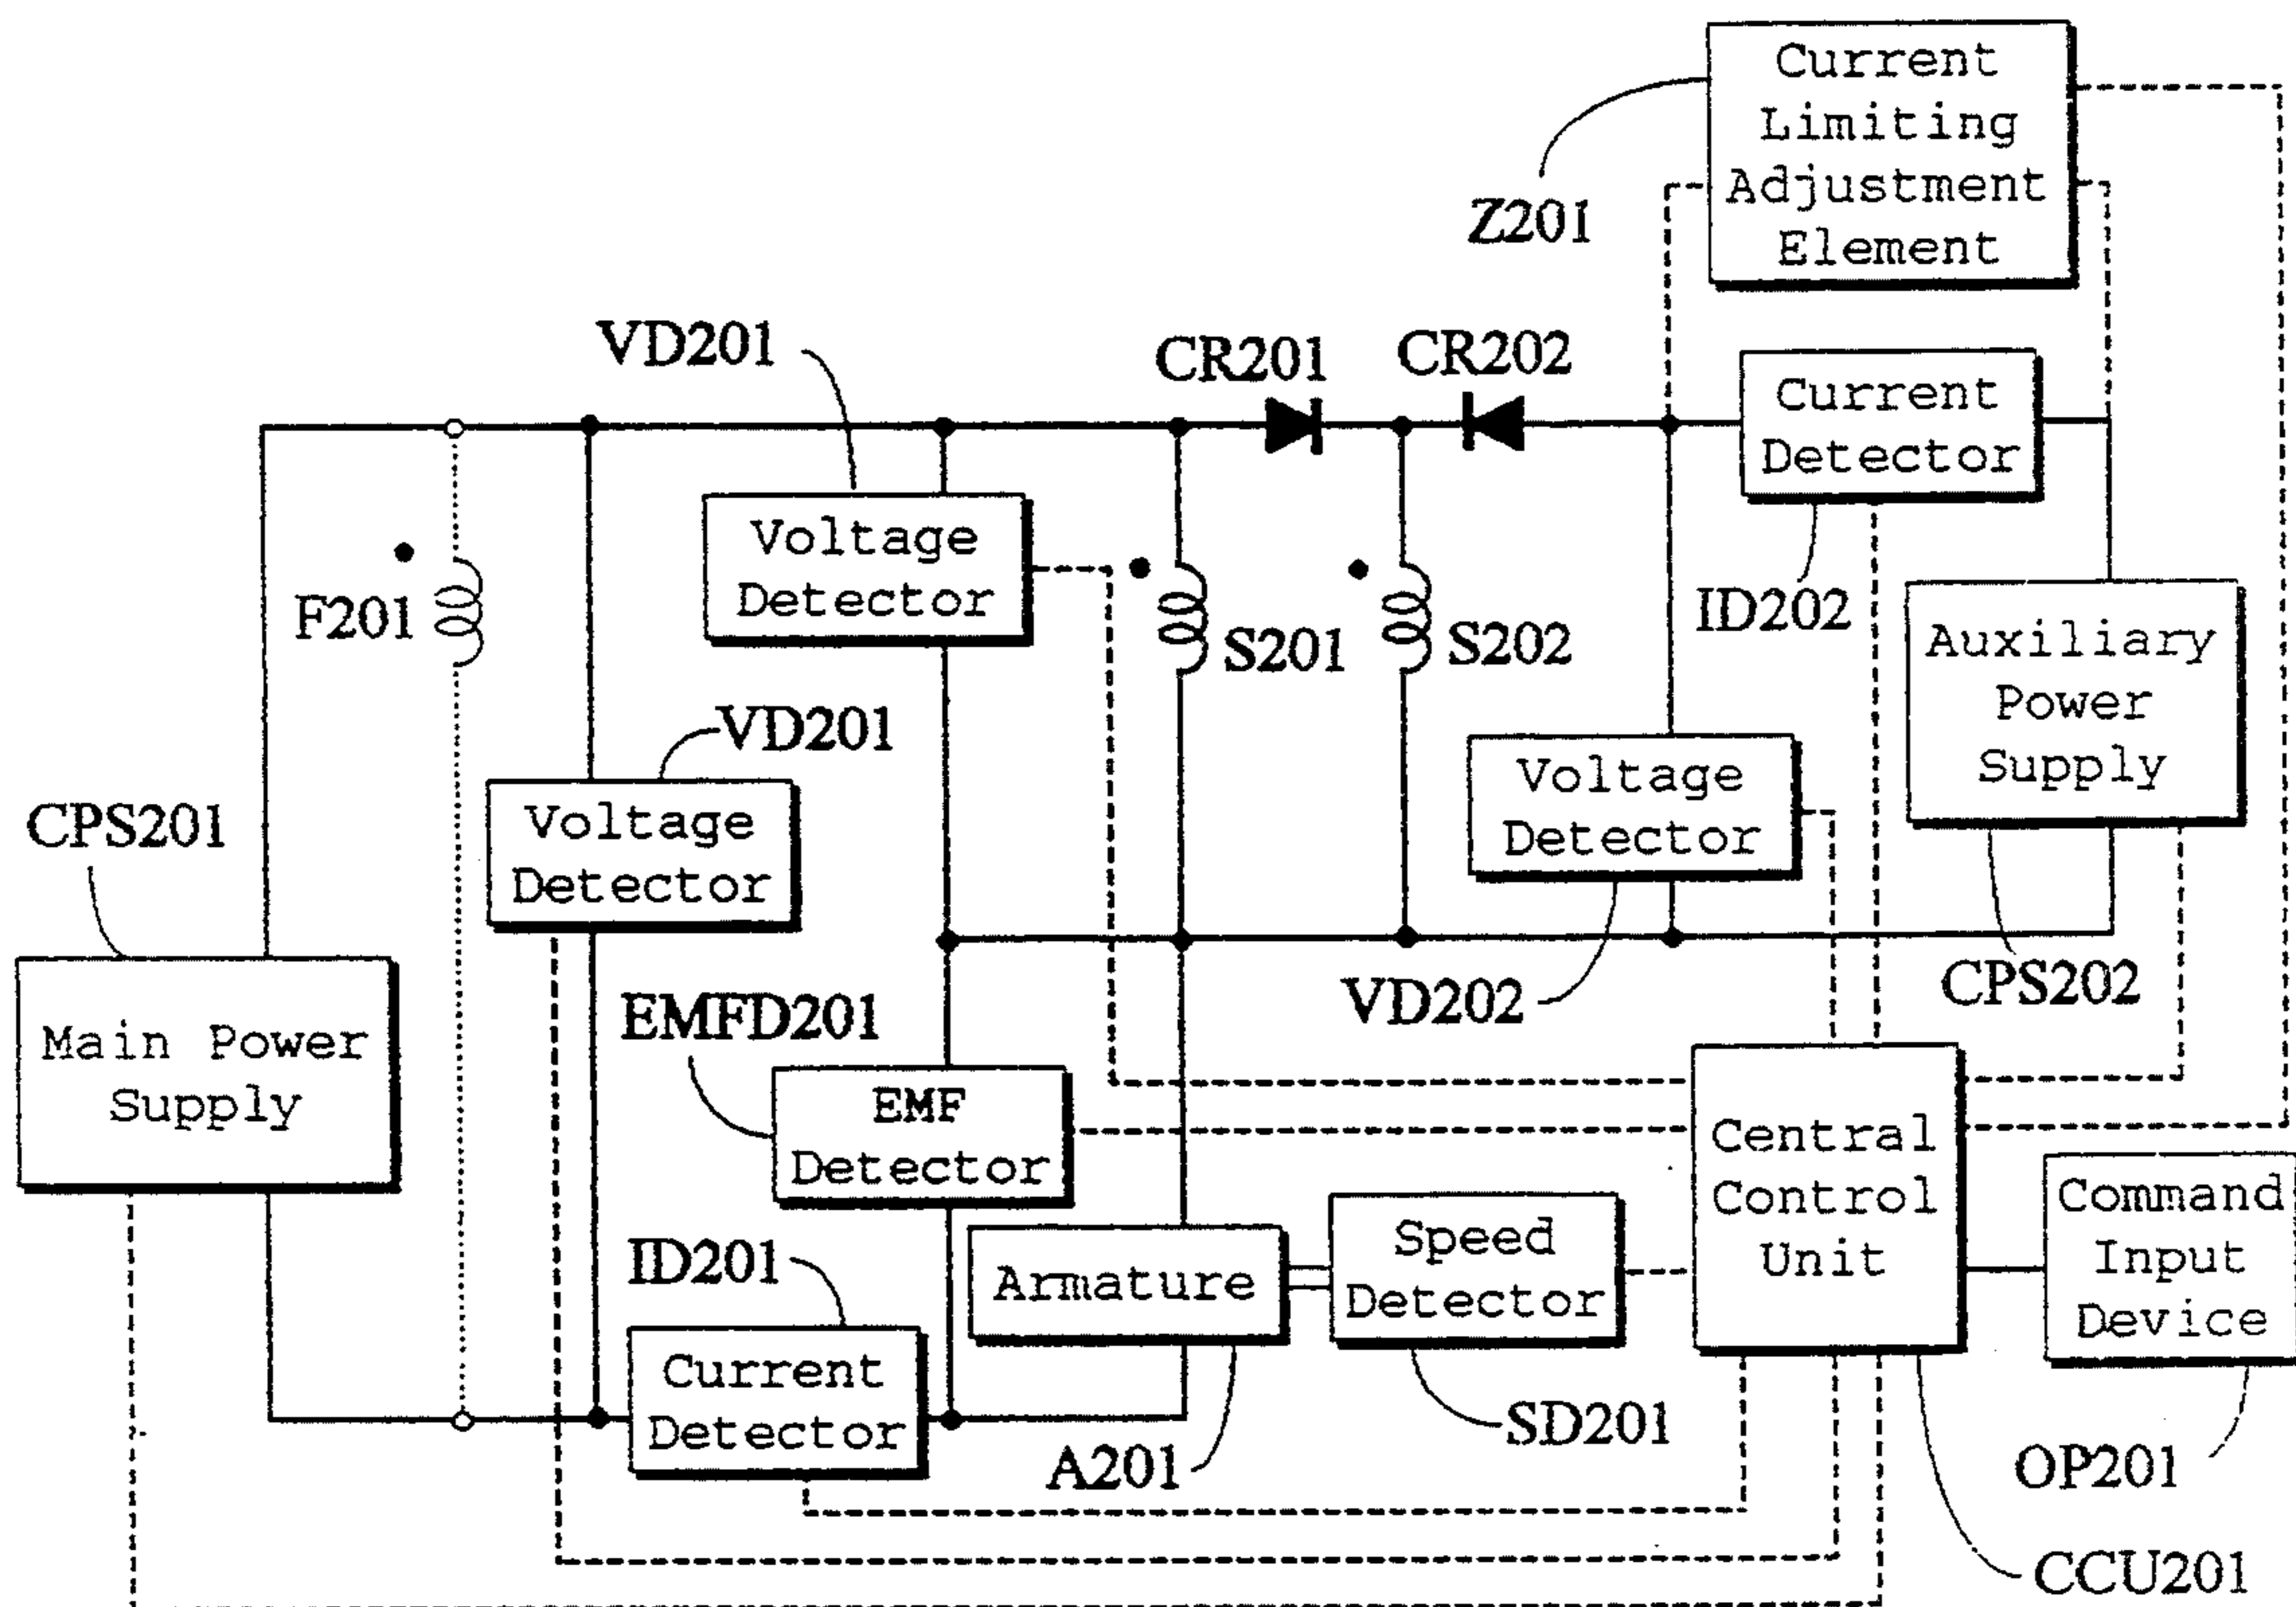 Current
Limiting
Adjustment
Element
Z201
VD201
CR201
CR202
Current
Detector
Voltage
Detector
F201
S201
S202
ID202
Auxiliary
Power
Supply
VD201
Voltage
Detector
CPS201
Voltage
Detector
CPS202
VD202
EMFD201
Main Power
Supply
EMF
Detector
Central
Control
Unit
Command
Input
Device
Speed
Detector
ID201
Armature
Current
Detector
SD201
A201
OP201
CCU201